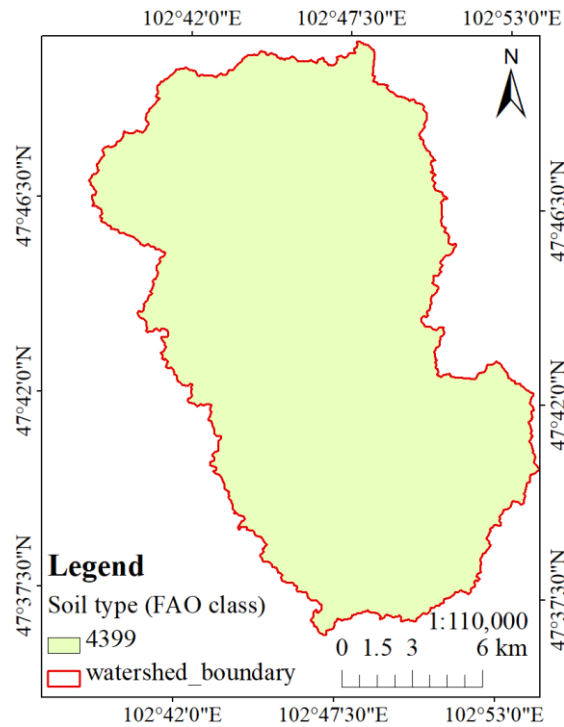 102°42'0"E 102°47'30"E 102°53'0"E
N
47°46'30"N
47°46'30"N
47°42'0"N
47°42'0"N
47°37'30"N
47°37'30"N
Legend
Soil type (FAO class)
4399
watershed_boundary
1:110,000
0 1.5 3 6 km
102°42'0"E 102°47'30"E 102°53'0"E